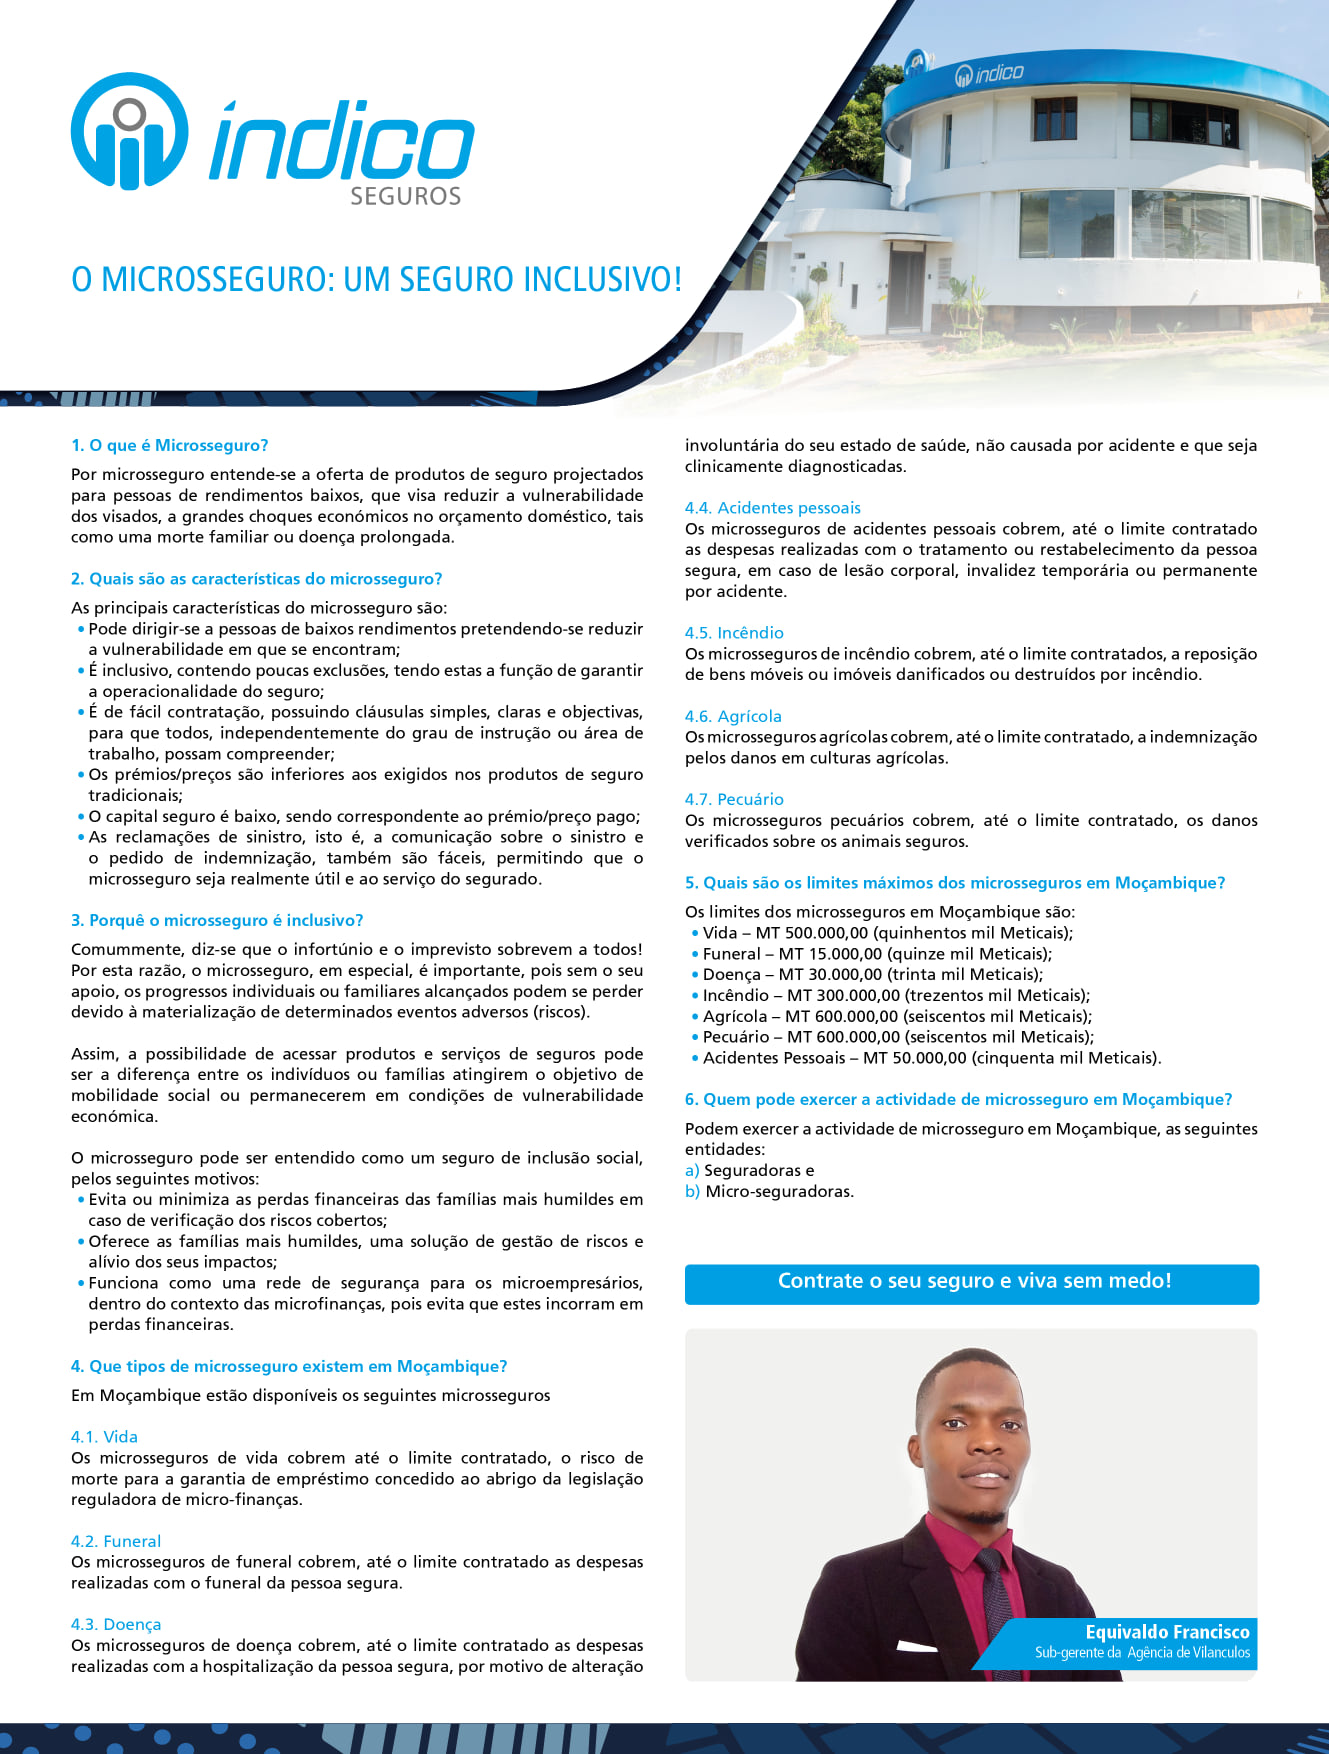 índico
SEGUROS
índico
O MICROSSEGURO: UM SEGURO INCLUSIVO!
1. O que é Microsseguro?
Por microsseguro entende-se a oferta de produtos de seguro projectados
para pessoas de rendimentos baixos, que visa reduzir a vulnerabilidade
dos visados, a grandes choques económicos no orçamento doméstico, tais
como uma morte familiar ou doença prolongada.
2. Quais são as características do microsseguro?
As principais características do microsseguro são:
• Pode dirigir-se a pessoas de baixos rendimentos pretendendo-se reduzir
a vulnerabilidade em que se encontram;
• É inclusivo, contendo poucas exclusões, tendo estas a função de garantir
a operacionalidade do seguro;
• É de fácil contratação, possuindo cláusulas simples, claras e objectivas,
para que todos, independentemente do grau de instrução ou área de
trabalho, possam compreender;
• Os prémios/preços são inferiores aos exigidos nos produtos de seguro
tradicionais;
• O capital seguro é baixo, sendo correspondente ao prémio/preço pago;
• As reclamações de sinistro, isto é, a comunicação sobre o sinistro e
o pedido de indemnização, também são fáceis, permitindo que o
microsseguro seja realmente útil e ao serviço do segurado.
3. Porquê o microsseguro é inclusivo?
Comummente, diz-se que o infortúnio e o imprevisto sobrevem a todos!
Por esta razão, o microsseguro, em especial, é importante, pois sem o seu
apoio, os progressos individuais ou familiares alcançados podem se perder
devido à materialização de determinados eventos adversos (riscos).
Assim, a possibilidade de acessar produtos e serviços de seguros pode
ser a diferença entre os indivíduos ou famílias atingirem o objetivo de
mobilidade social ou permanecerem em condições de vulnerabilidade
económica.
O microsseguro pode ser entendido como um seguro de inclusão social,
pelos seguintes motivos:
• Evita ou minimiza as perdas financeiras das famílias mais humildes em
caso de verificação dos riscos cobertos;
• Oferece as famílias mais humildes, uma solução de gestão de riscos e
alívio dos seus impactos;
• Funciona como uma rede de segurança para os microempresários,
dentro do contexto das microfinanças, pois evita que estes incorram em
perdas financeiras.
4. Que tipos de microsseguro existem em Moçambique?
Em Moçambique estão disponíveis os seguintes microsseguros
4.1. Vida
Os microsseguros de vida cobrem até o limite contratado, o risco de
morte para a garantia de empréstimo concedido ao abrigo da legislação
reguladora de micro-finanças.
4.2. Funeral
Os microsseguros de funeral cobrem, até o limite contratado as despesas
realizadas com o funeral da pessoa segura.
4.3. Doença
Os microsseguros de doença cobrem, até o limite contratado as despesas
realizadas com a hospitalização da pessoa segura, por motivo de alteração
involuntária do seu estado de saúde, não causada por acidente e que seja
clinicamente diagnosticadas.
4.4. Acidentes pessoais
Os microsseguros de acidentes pessoais cobrem, até o limite contratado
as despesas realizadas com o tratamento ou restabelecimento da pessoa
segura, em caso de lesão corporal, invalidez temporária ou permanente
por acidente.
4.5. Incêndio
Os microsseguros de incêndio cobrem, até o limite contratados, a reposição
de bens móveis ou imóveis danificados ou destruídos por incêndio.
4.6. Agrícola
Os microsseguros agrícolas cobrem, até o limite contratado, a indemnização
pelos danos em culturas agrícolas.
4.7. Pecuário
Os microsseguros pecuários cobrem, até o limite contratado, os danos
verificados sobre os animais seguros.
5. Quais são os limites máximos dos microsseguros em Moçambique?
Os limites dos microsseguros em Moçambique são:
• Vida – MT 500.000,00 (quinhentos mil Meticais);
• Funeral – MT 15.000,00 (quinze mil Meticais);
• Doença – MT 30.000,00 (trinta mil Meticais);
• Incêndio – MT 300.000,00 (trezentos mil Meticais);
• Agrícola – MT 600.000,00 (seiscentos mil Meticais);
• Pecuário – MT 600.000,00 (seiscentos mil Meticais);
• Acidentes Pessoais – MT 50.000,00 (cinquenta mil Meticais).
6. Quem pode exercer a actividade de microsseguro em Moçambique?
Podem exercer a actividade de microsseguro em Moçambique, as seguintes
entidades:
a) Seguradoras e
b) Micro-seguradoras.
Contrate o seu seguro e viva sem medo!
Equivaldo Francisco
Sub-gerente da Agência de Vilanculos